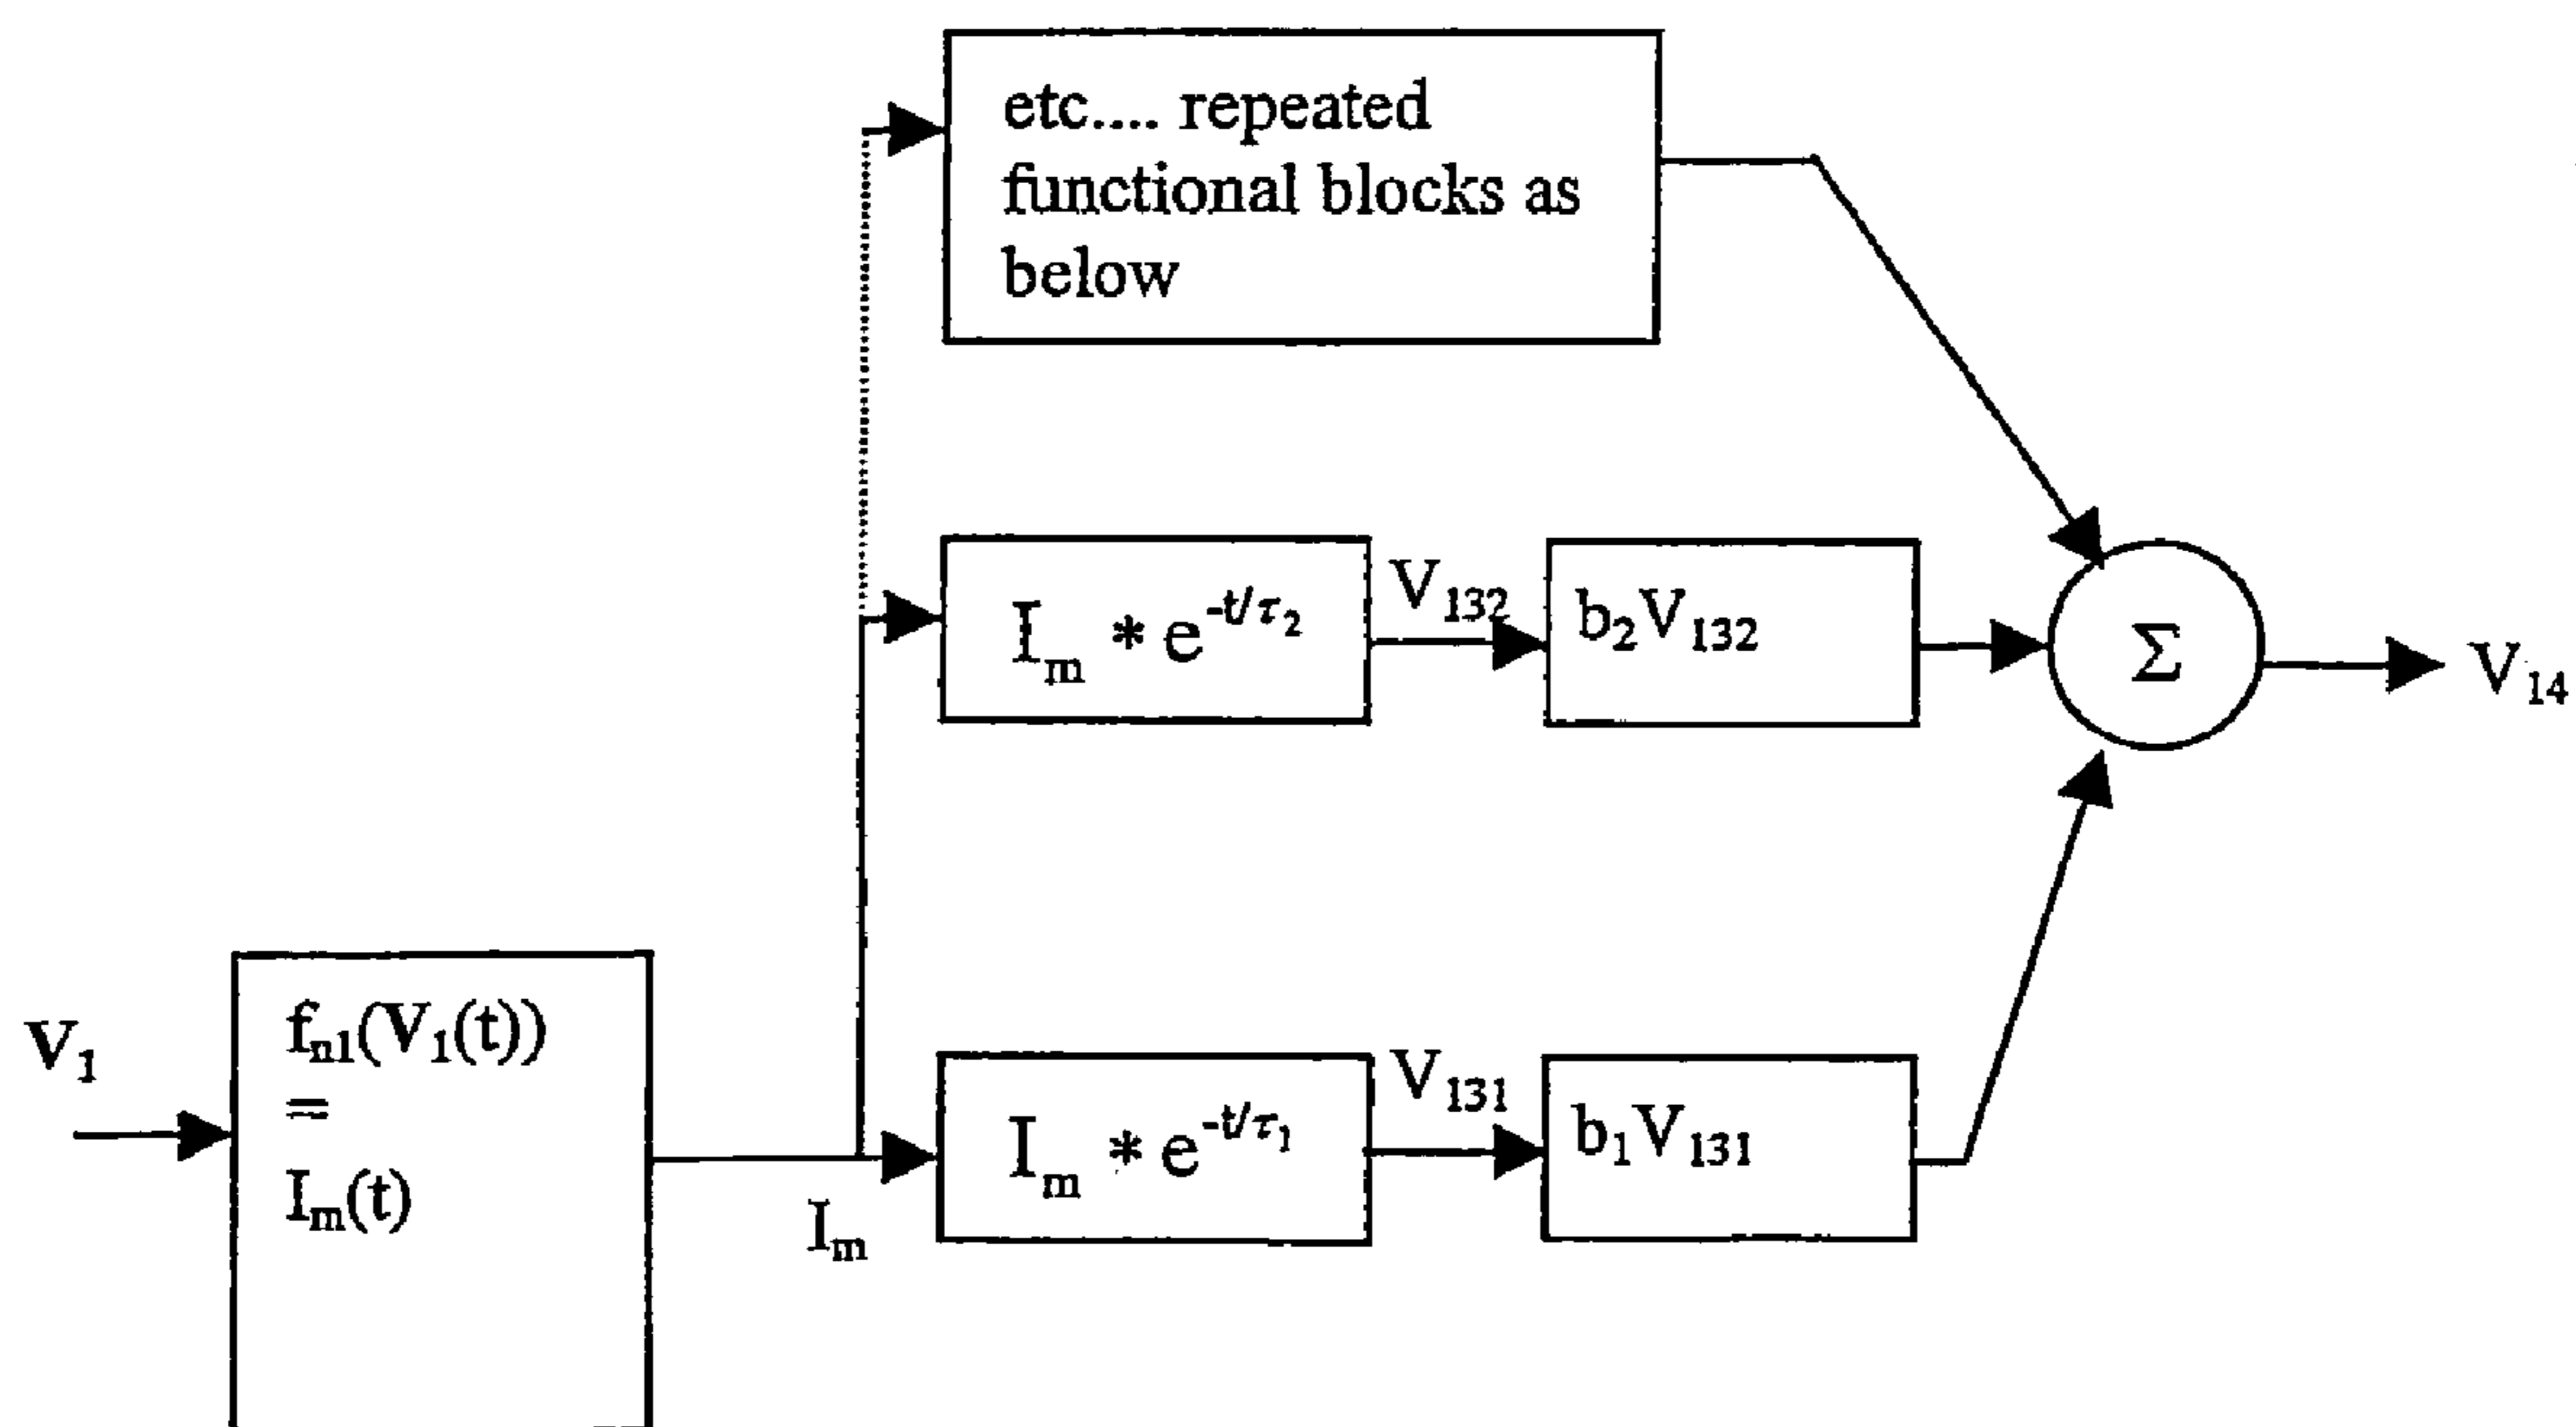 etc.... repeated
functional blocks as
below
Iₘ * e^(-t/τ₂)
V₁₃₂
b₂V₁₃₂
Σ
V₁₄
V₁
fₙ₁(V₁(t))
=
Iₘ(t)
Iₘ
Iₘ * e^(-t/τ₁)
V₁₃₁
b₁V₁₃₁